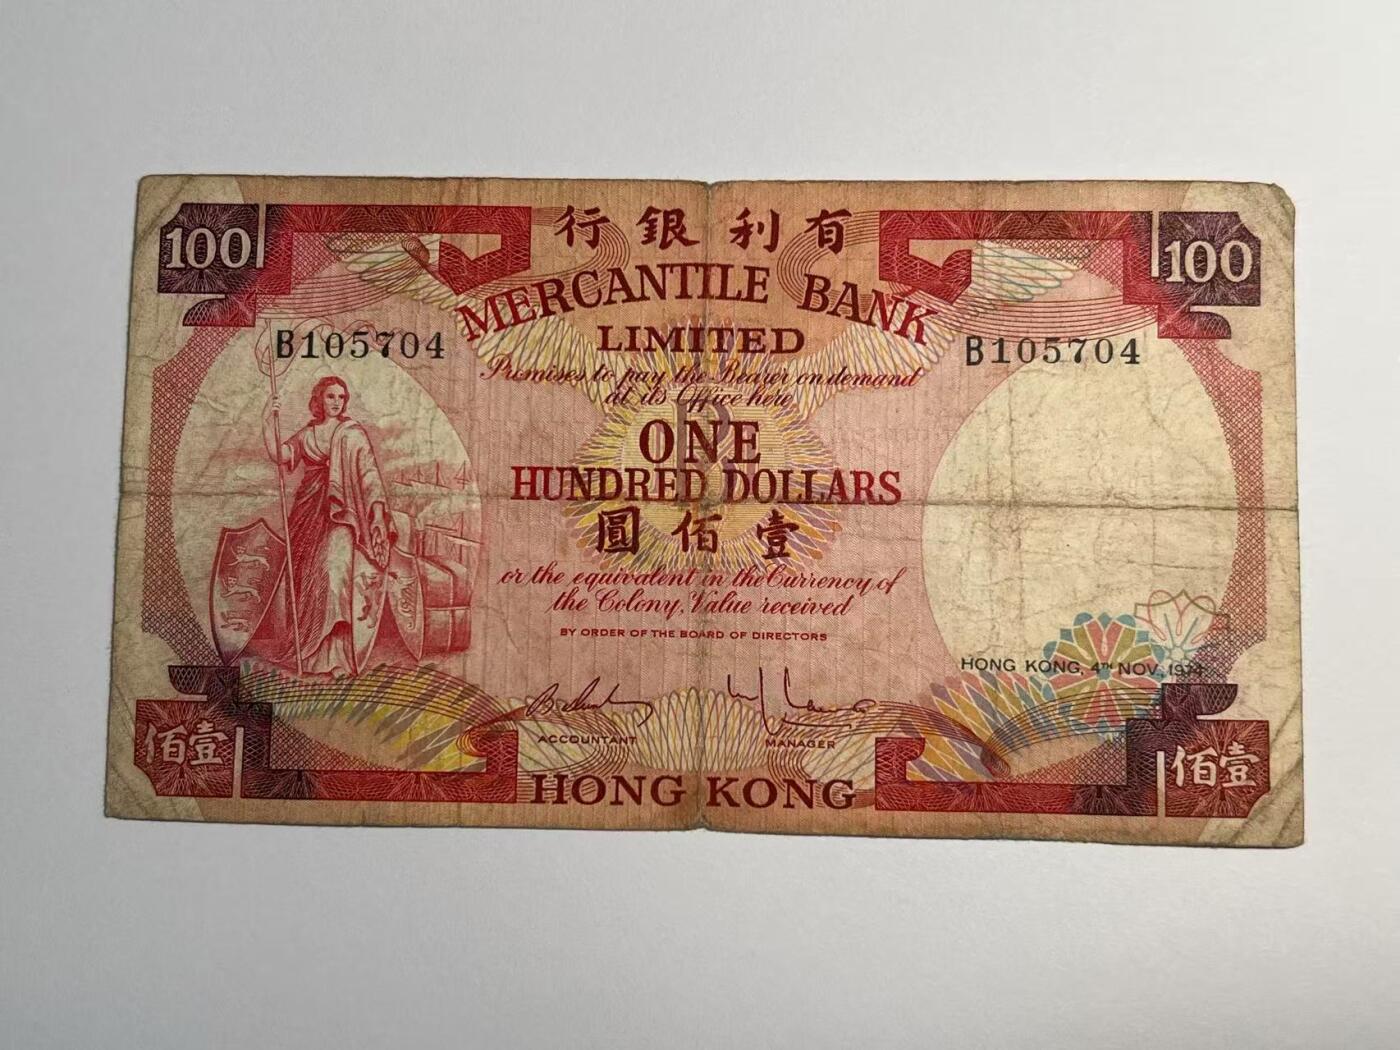 行銀利有
100
100
MERCANTILE BANK
LIMITED
B105704
B105704
Promises to pay the Bearer on demand
at its Office here
ONE
HUNDRED DOLLARS
圓佰壹
or the equivalent in the Currency of
the Colony, Value received
BY ORDER OF THE BOARD OF DIRECTORS
HONG KONG, 4TH NOV, 1974
ACCOUNTANT
MANAGER
佰壹
佰壹
HONG KONG